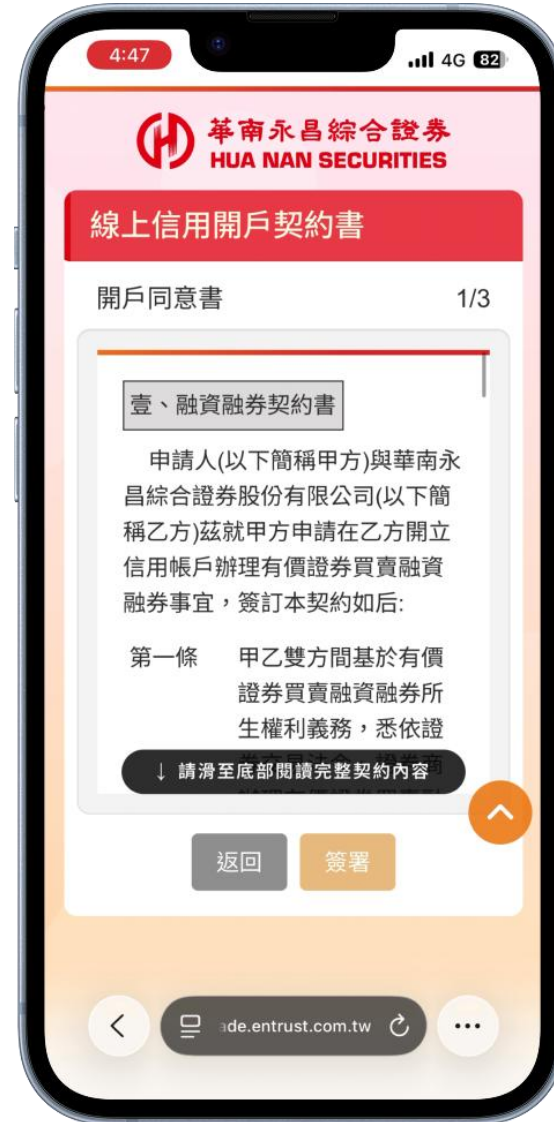 4:47
4G 82
華南永昌綜合證券
HUA NAN SECURITIES
線上信用開戶契約書
開戶同意書 1/3
壹、融資融券契約書
申請人(以下簡稱甲方)與華南永
昌綜合證券股份有限公司(以下簡
稱乙方)茲就甲方申請在乙方開立
信用帳戶辦理有價證券買賣融資
融券事宜，簽訂本契約如后:
第一條 甲乙雙方間基於有價
證券買賣融資融券所
生權利義務，悉依證
↓ 請滑至底部閱讀完整契約內容
返回 簽署
ade.entrust.com.tw